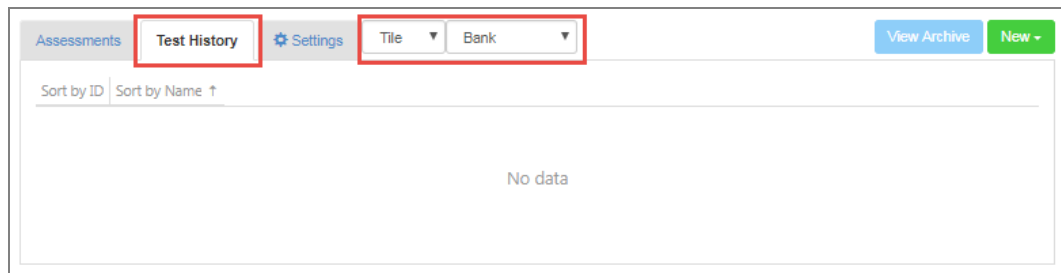 Assessments Test History Settings Tile ▼ Bank ▼ View Archive New
Sort by ID Sort by Name ↑
No data